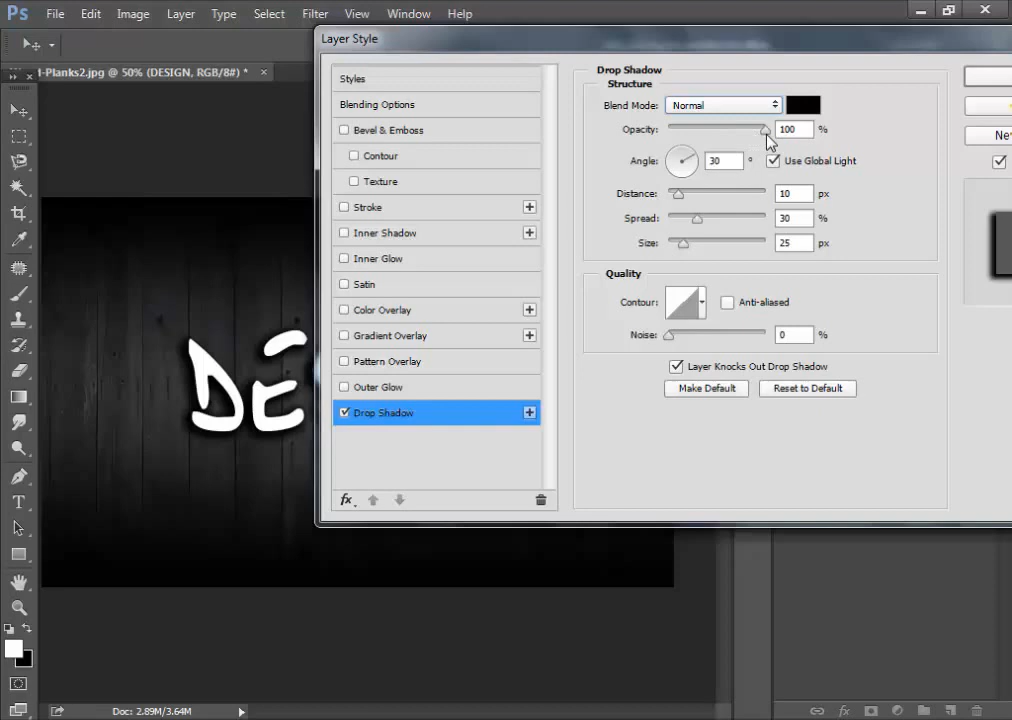 Ps File Edit Image Layer Type Select Filter View Window Help
Layer Style
-Planks2.jpg @ 50% (DESIGN, RGB/8#) * ×
Styles
Blending Options
Bevel & Emboss
Contour
Texture
Stroke
Inner Shadow
Inner Glow
Satin
Color Overlay
Gradient Overlay
Pattern Overlay
Outer Glow
Drop Shadow
fx
Drop Shadow
Structure
Blend Mode: Normal
Opacity: 100 %
Angle: 30 ° Use Global Light
Distance: 10 px
Spread: 30 %
Size: 25 px
Quality
Contour: Anti-aliased
Noise: 0 %
Layer Knocks Out Drop Shadow
Make Default Reset to Default
DE
T
Doc: 2.89M/3.64M
fx